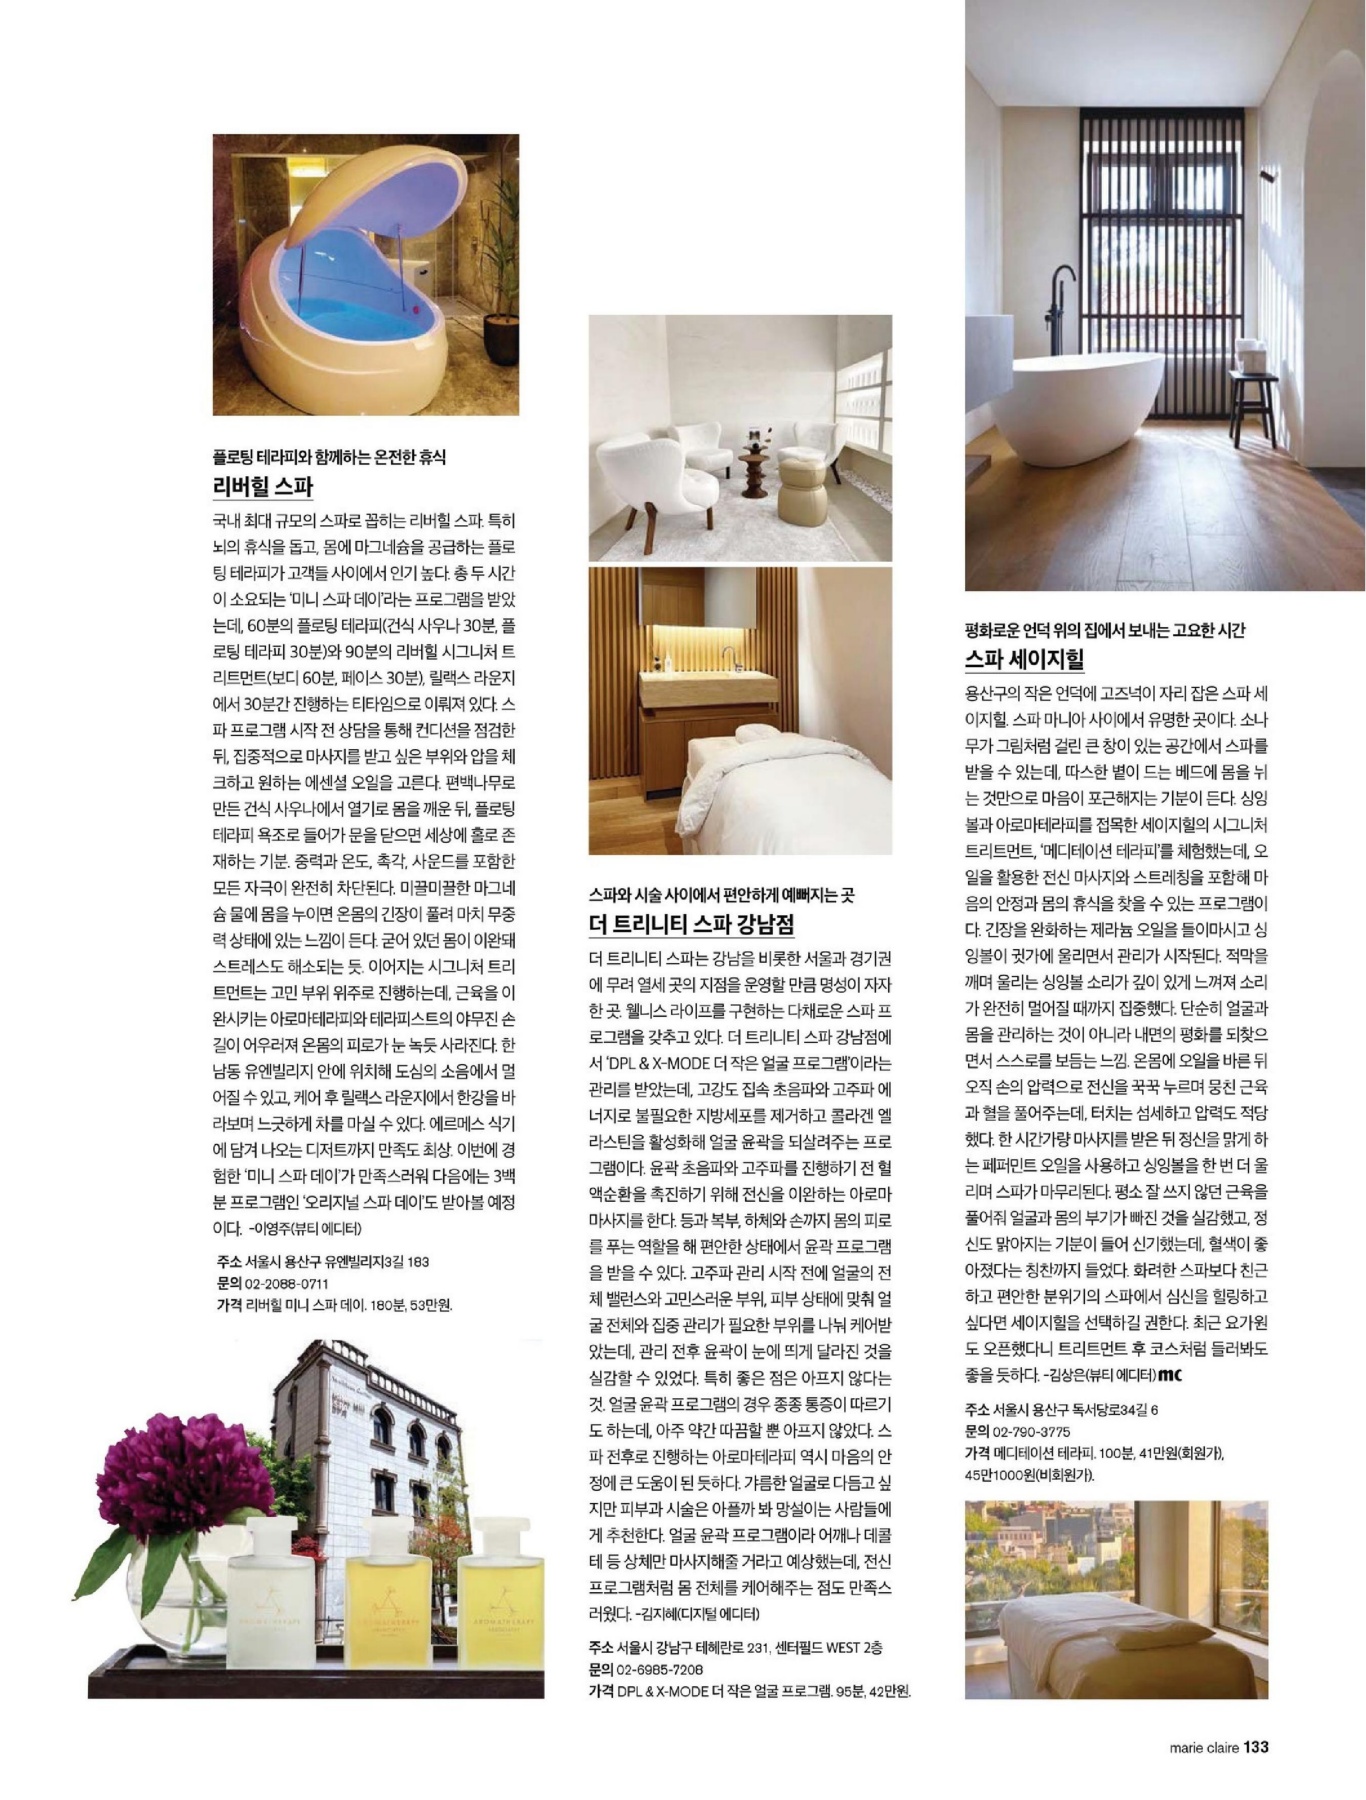 플로팅 테라피와 함께하는 온전한 휴식
리버힐 스파
국내 최대 규모의 스파로 꼽히는 리버힐 스파. 특히
뇌의 휴식을 돕고, 몸에 마그네슘을 공급하는 플로
팅 테라피가 고객들 사이에서 인기 높다. 총 두 시간
이 소요되는 ‘미니 스파 데이’라는 프로그램을 받았
는데, 60분의 플로팅 테라피(건식 사우나 30분, 플
로팅 테라피 30분)와 90분의 리버힐 시그니처 트
리트먼트(보디 60분, 페이스 30분), 릴랙스 라운지
에서 30분간 진행하는 티타임으로 이뤄져 있다. 스
파 프로그램 시작 전 상담을 통해 컨디션을 점검한
뒤, 집중적으로 마사지를 받고 싶은 부위와 압을 체
크하고 원하는 에센셜 오일을 고른다. 편백나무로
만든 건식 사우나에서 열기로 몸을 깨운 뒤, 플로팅
테라피 욕조로 들어가 문을 닫으면 세상에 홀로 존
재하는 기분. 중력과 온도, 촉각, 사운드를 포함한
모든 자극이 완전히 차단된다. 미끌미끌한 마그네
슘 물에 몸을 누이면 온몸의 긴장이 풀려 마치 무중
력 상태에 있는 느낌이 든다. 굳어 있던 몸이 이완돼
스트레스도 해소되는 듯. 이어지는 시그니처 트리
트먼트는 고민 부위 위주로 진행하는데, 근육을 이
완시키는 아로마테라피와 테라피스트의 야무진 손
길이 어우러져 온몸의 피로가 눈 녹듯 사라진다. 한
남동 유엔빌리지 안에 위치해 도심의 소음에서 멀
어질 수 있고, 케어 후 릴랙스 라운지에서 한강을 바
라보며 느긋하게 차를 마실 수 있다. 에르메스 식기
에 담겨 나오는 디저트까지 만족도 최상. 이번에 경
험한 ‘미니 스파 데이’가 만족스러워 다음에는 3백
분 프로그램인 ‘오리지널 스파 데이’도 받아볼 예정
이다. -이영주(뷰티 에디터)
주소 서울시 용산구 유엔빌리지3길 183
문의 02-2088-0711
가격 리버힐 미니 스파 데이. 180분, 53만원.
스파와 시술 사이에서 편안하게 예뻐지는 곳
더 트리니티 스파 강남점
더 트리니티 스파는 강남을 비롯한 서울과 경기권
에 무려 열세 곳의 지점을 운영할 만큼 명성이 자자
한 곳. 웰니스 라이프를 구현하는 다채로운 스파 프
로그램을 갖추고 있다. 더 트리니티 스파 강남점에
서 ‘DPL & X-MODE 더 작은 얼굴 프로그램’이라는
관리를 받았는데, 고강도 집속 초음파와 고주파 에
너지로 불필요한 지방세포를 제거하고 콜라겐 엘
라스틴을 활성화해 얼굴 윤곽을 되살려주는 프로
그램이다. 윤곽 초음파와 고주파를 진행하기 전 혈
액순환을 촉진하기 위해 전신을 이완하는 아로마
마사지를 한다. 등과 복부, 하체와 손까지 몸의 피로
를 푸는 역할을 해 편안한 상태에서 윤곽 프로그램
을 받을 수 있다. 고주파 관리 시작 전에 얼굴의 전
체 밸런스와 고민스러운 부위, 피부 상태에 맞춰 얼
굴 전체와 집중 관리가 필요한 부위를 나눠 케어받
았는데, 관리 전후 윤곽이 눈에 띄게 달라진 것을
실감할 수 있었다. 특히 좋은 점은 아프지 않다는
것. 얼굴 윤곽 프로그램의 경우 종종 통증이 따르기
도 하는데, 아주 약간 따끔할 뿐 아프지 않았다. 스
파 전후로 진행하는 아로마테라피 역시 마음의 안
정에 큰 도움이 된 듯하다. 갸름한 얼굴로 다듬고 싶
지만 피부과 시술은 아플까 봐 망설이는 사람들에
게 추천한다. 얼굴 윤곽 프로그램이라 어깨나 데콜
테 등 상체만 마사지해줄 거라고 예상했는데, 전신
프로그램처럼 몸 전체를 케어해주는 점도 만족스
러웠다. -김지혜(디지털 에디터)
주소 서울시 강남구 테헤란로 231, 센터필드 WEST 2층
문의 02-6985-7208
가격 DPL & X-MODE 더 작은 얼굴 프로그램. 95분, 42만원.
평화로운 언덕 위의 집에서 보내는 고요한 시간
스파 세이지힐
용산구의 작은 언덕에 고즈넉이 자리 잡은 스파 세
이지힐. 스파 마니아 사이에서 유명한 곳이다. 소나
무가 그림처럼 걸린 큰 창이 있는 공간에서 스파를
받을 수 있는데, 따스한 볕이 드는 베드에 몸을 뉘
는 것만으로 마음이 포근해지는 기분이 든다. 싱잉
볼과 아로마테라피를 접목한 세이지힐의 시그니처
트리트먼트, ‘메디테이션 테라피’를 체험했는데, 오
일을 활용한 전신 마사지와 스트레칭을 포함해 마
음의 안정과 몸의 휴식을 찾을 수 있는 프로그램이
다. 긴장을 완화하는 제라늄 오일을 들이마시고 싱
잉볼이 귓가에 울리면서 관리가 시작된다. 적막을
깨며 울리는 싱잉볼 소리가 깊이 있게 느껴져 소리
가 완전히 멀어질 때까지 집중했다. 단순히 얼굴과
몸을 관리하는 것이 아니라 내면의 평화를 되찾으
면서 스스로를 보듬는 느낌. 온몸에 오일을 바른 뒤
오직 손의 압력으로 전신을 꾹꾹 누르며 뭉친 근육
과 혈을 풀어주는데, 터치는 섬세하고 압력도 적당
했다. 한 시간가량 마사지를 받은 뒤 정신을 맑게 하
는 페퍼민트 오일을 사용하고 싱잉볼을 한 번 더 울
리며 스파가 마무리된다. 평소 잘 쓰지 않던 근육을
풀어줘 얼굴과 몸의 부기가 빠진 것을 실감했고, 정
신도 맑아지는 기분이 들어 신기했는데, 혈색이 좋
아졌다는 칭찬까지 들었다. 화려한 스파보다 친근
하고 편안한 분위기의 스파에서 심신을 힐링하고
싶다면 세이지힐을 선택하길 권한다. 최근 요가원
도 오픈했다니 트리트먼트 후 코스처럼 들러봐도
좋을 듯하다. -김상은(뷰티 에디터) mc
주소 서울시 용산구 독서당로34길 6
문의 02-790-3775
가격 메디테이션 테라피. 100분, 41만원(회원가),
45만1000원(비회원가).
marie claire 133